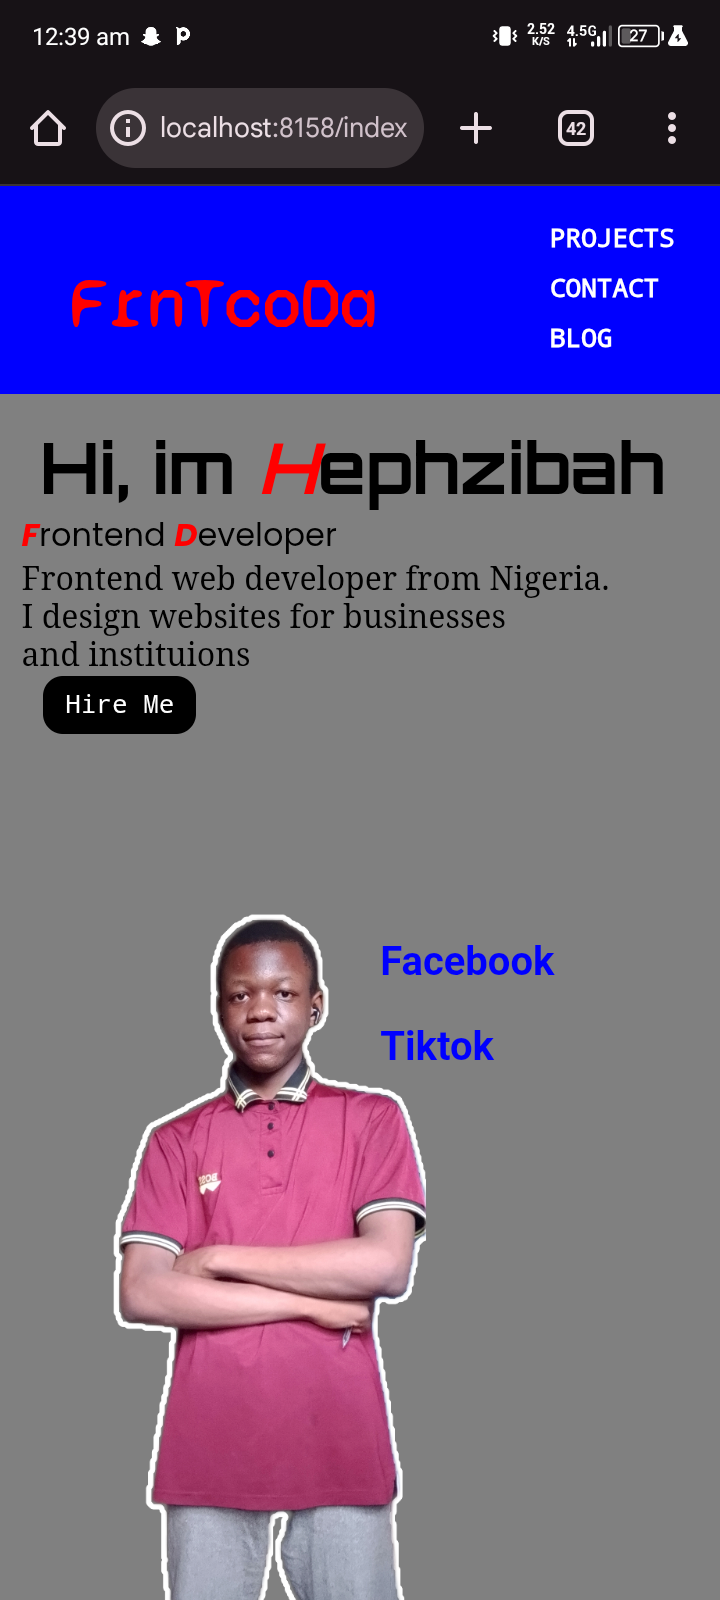 12:39 am
2.52
K/S
4.5G
27
localhost:8158/index
42
PROJECTS
CONTACT
BLOG
FrnTcoDa
Hi, im Hephzibah
Frontend Developer
Frontend web developer from Nigeria.
I design websites for businesses
and instituions
Hire Me
Facebook
Tiktok